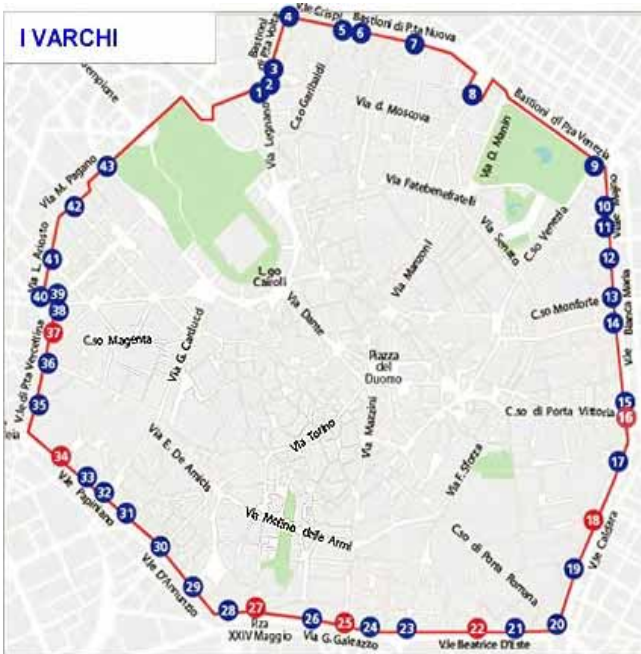 I VARCHI
V.le Crispi
Bastioni di P.ta Nuova
Bastioni di P.ta Volta
4
5
6
7
3
2
1
8
Sempione
Via Legnano
C.so Garibaldi
Via d. Moscova
Via D. Manin
Bastioni di P.ta Venezia
43
9
Via M. Pagano
Via Fatebenefratelli
42
10
11
Via Senato
C.so Venezia
Via L. Ariosto
41
12
Via Manzoni
L.go Cairoli
40
39
38
13
14
C.so Monforte
V.le Bianca Maria
Via Dante
37
C.so Magenta
Via G. Carducci
36
V.le di P.ta Vercellina
Piazza
del
Duomo
35
15
16
C.so di Porta Vittoria
Via Torino
Via Mazzini
34
Via E. De Amicis
Via F. Sforza
17
33
32
V.le Papiniano
31
Via Molino delle Armi
18
C.so di Porta Romana
V.le Caldara
30
V.le D'Annunzio
29
19
28
27
26
25
24
23
22
21
20
P.zza
XXIV Maggio
Via G. Galeazzo
V.le Beatrice D'Este